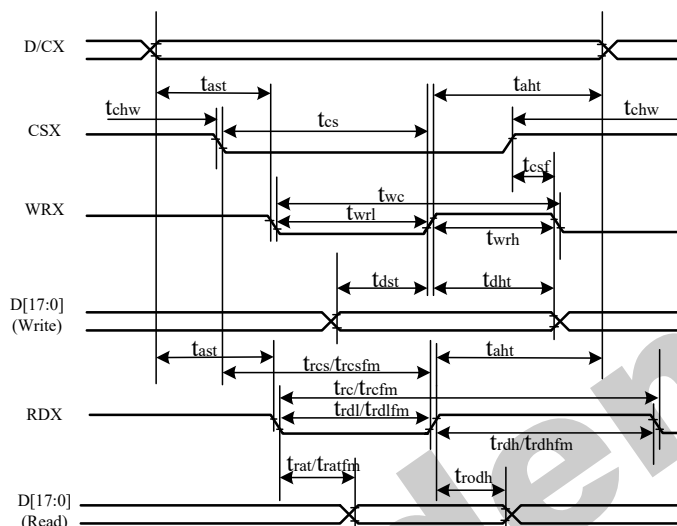 D/CX
tast
taht
tchw
tchw
CSX
tcs
tcsf
twc
WRX
twrl
twrh
tdst
tdht
D[17:0]
(Write)
tast
taht
trcs/trcsfm
trc/trcfm
RDX
trdl/trdlfm
trdh/trdhfm
trat/tratfm
trodh
D[17:0]
(Read)